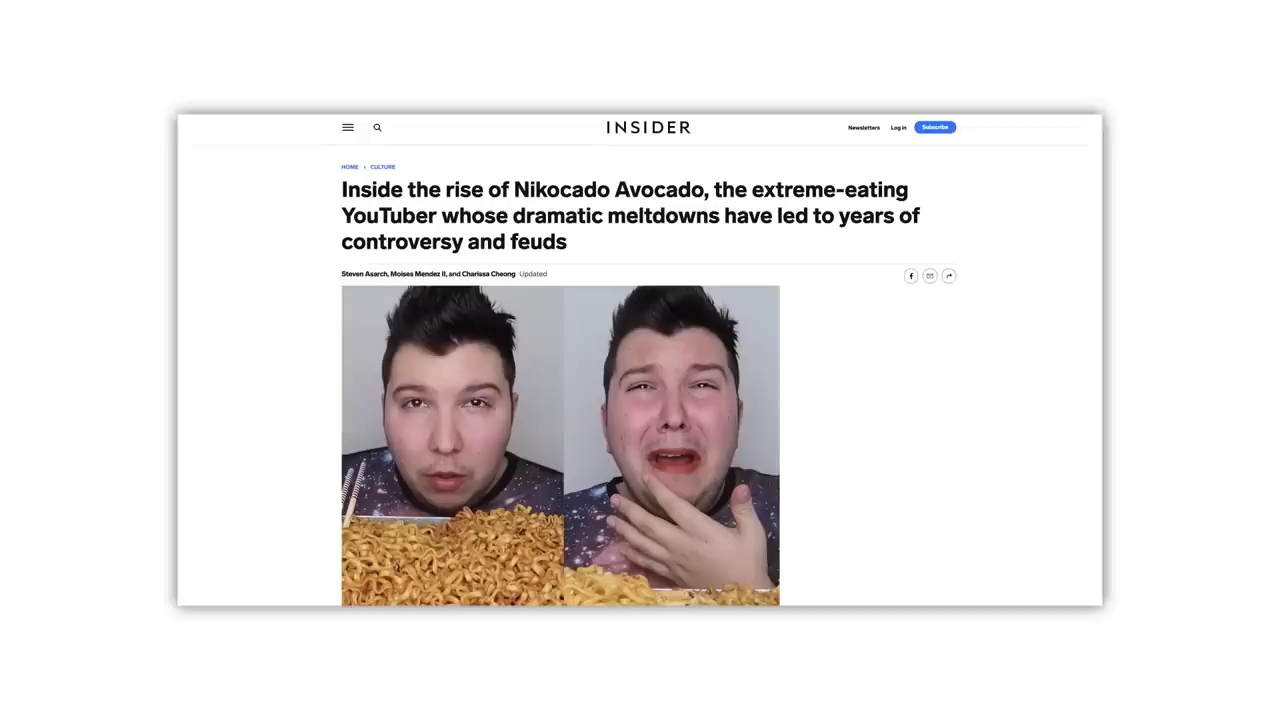 INSIDER
Newsletters Log in Subscribe
HOME › CULTURE
Inside the rise of Nikocado Avocado, the extreme-eating
YouTuber whose dramatic meltdowns have led to years of
controversy and feuds
Steven Asarch, Moises Mendez II, and Charissa Cheong Updated